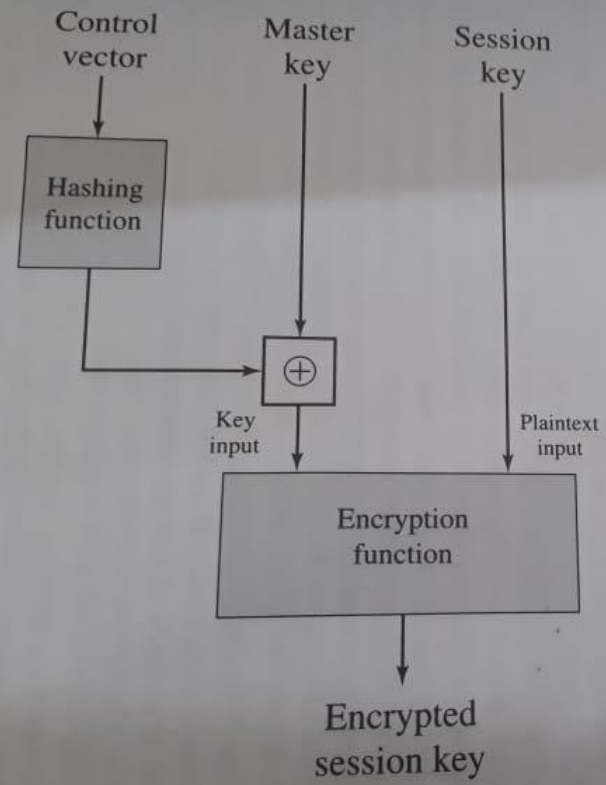 Control
vector
Master
key
Session
key
Hashing
function
Key
input
Plaintext
input
Encryption
function
Encrypted
session key